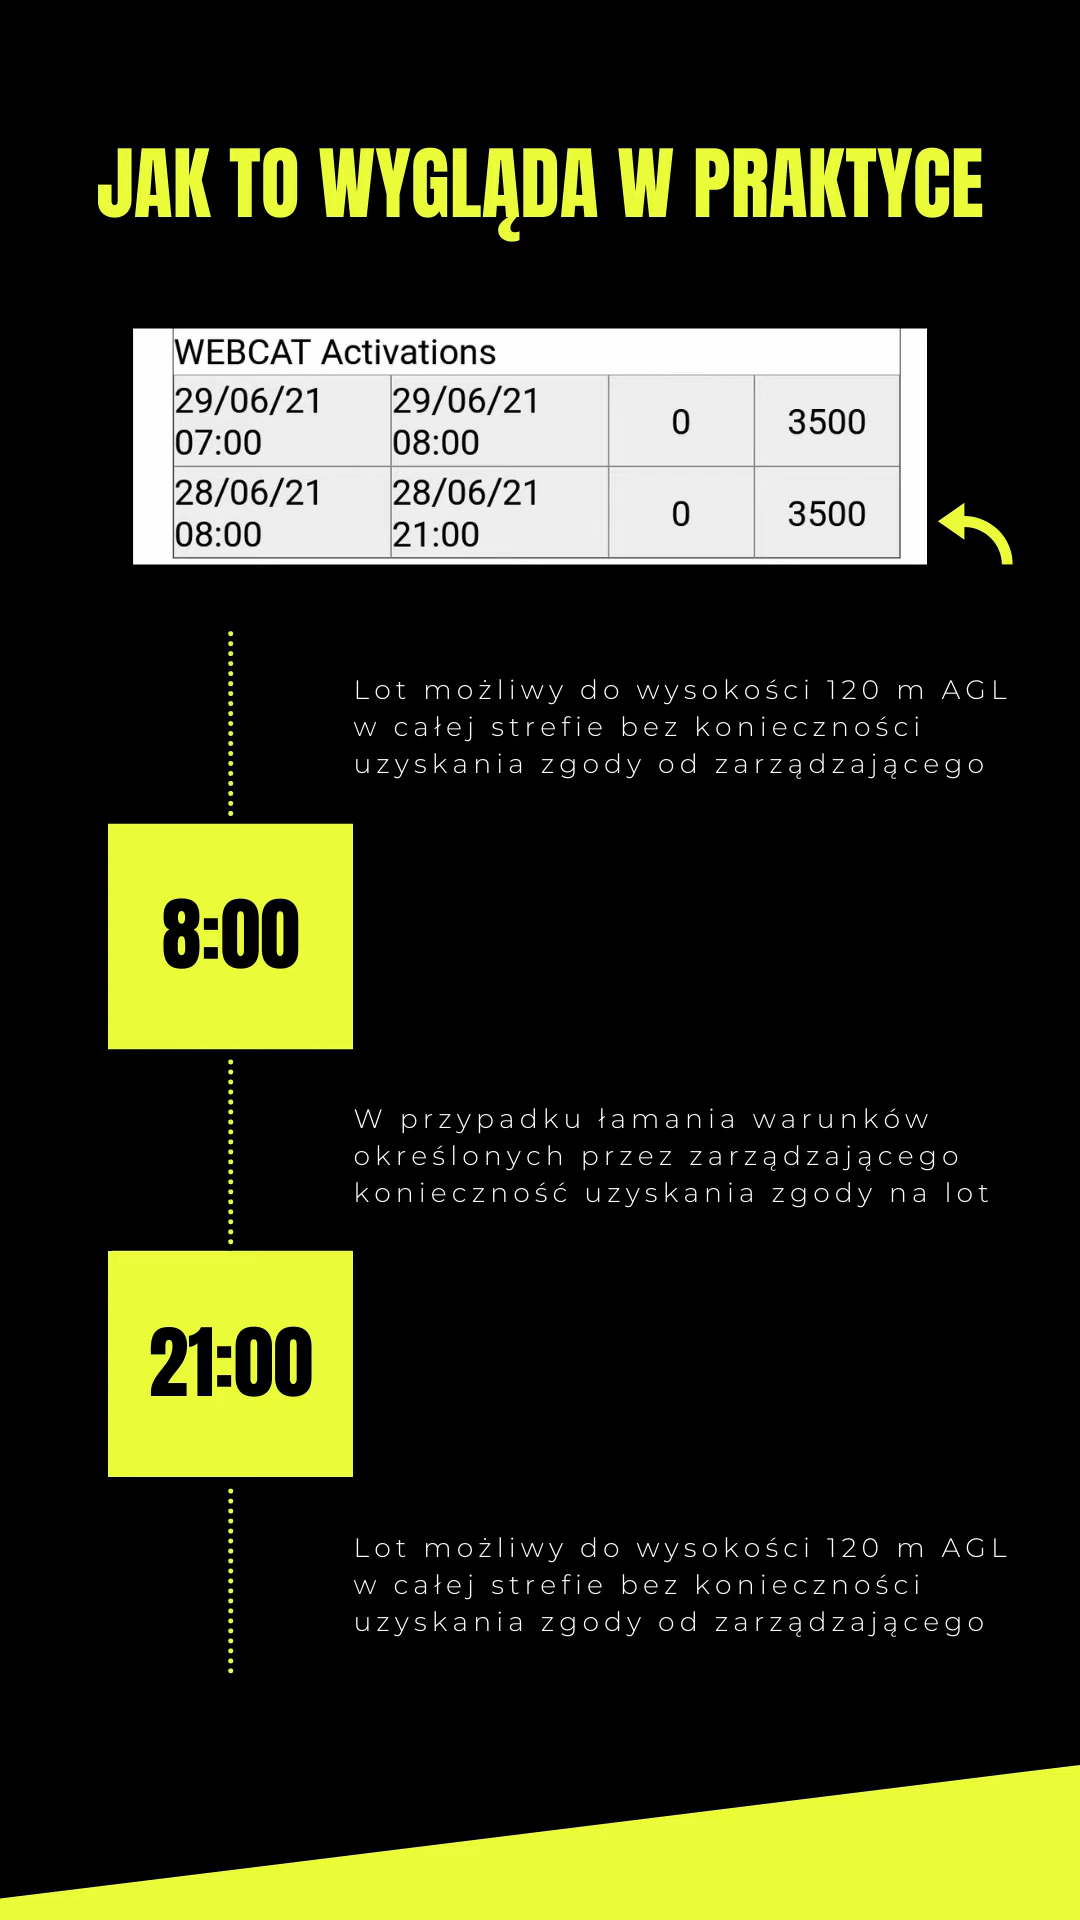 JAK TO WYGLĄDA W PRAKTYCE
WEBCAT Activations
29/06/21 07:00 29/06/21 08:00 0 3500
28/06/21 08:00 28/06/21 21:00 0 3500
Lot możliwy do wysokości 120 m AGL
w całej strefie bez konieczności
uzyskania zgody od zarządzającego
8:00
W przypadku łamania warunków
określonych przez zarządzającego
konieczność uzyskania zgody na lot
21:00
Lot możliwy do wysokości 120 m AGL
w całej strefie bez konieczności
uzyskania zgody od zarządzającego